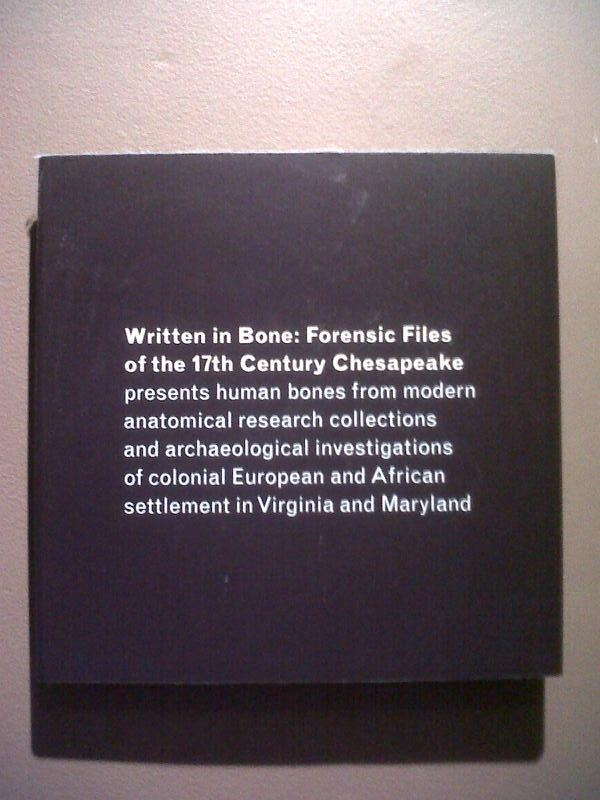 Written in Bone: Forensic Files
of the 17th Century Chesapeake
presents human bones from modern
anatomical research collections
and archaeological investigations
of colonial European and African
settlement in Virginia and Maryland